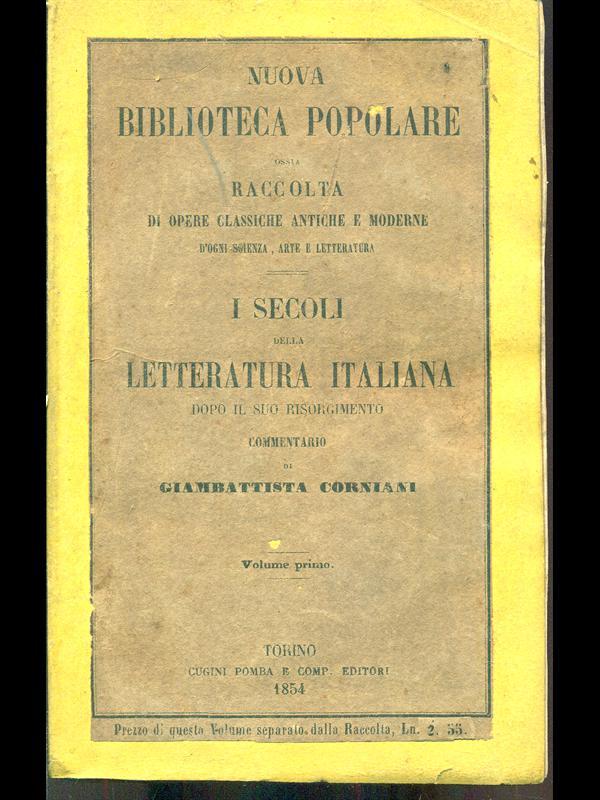 NUOVA
BIBLIOTECA POPOLARE
OSSIA
RACCOLTA
DI OPERE CLASSICHE ANTICHE E MODERNE
D'OGNI SCIENZA, ARTE E LETTERATURA
I SECOLI
DELLA
LETTERATURA ITALIANA
DOPO IL SUO RISORGIMENTO
COMMENTARIO
DI
GIAMBATTISTA CORNIANI
Volume primo.
TORINO
CUGINI POMBA E COMP. EDITORI
1854
Prezzo di questo Volume separato dalla Raccolta, Ln. 2. 55.